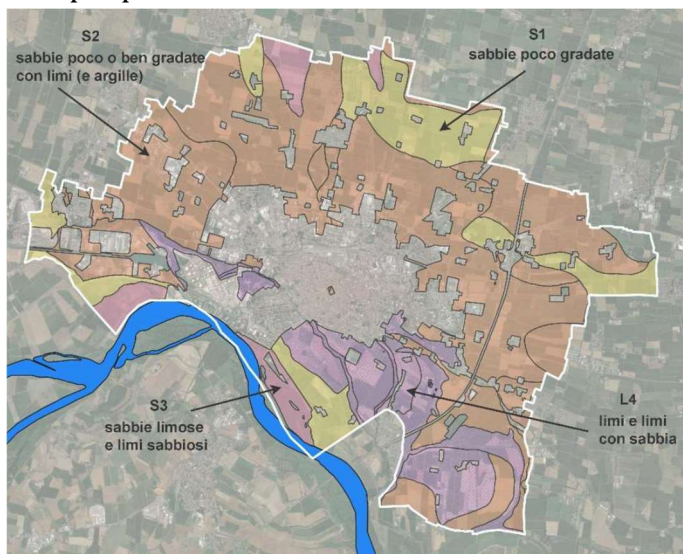 S2
sabbie poco o ben gradate
con limi (e argille)
S1
sabbie poco gradate
S3
sabbie limose
e limi sabbiosi
L4
limi e limi
con sabbia